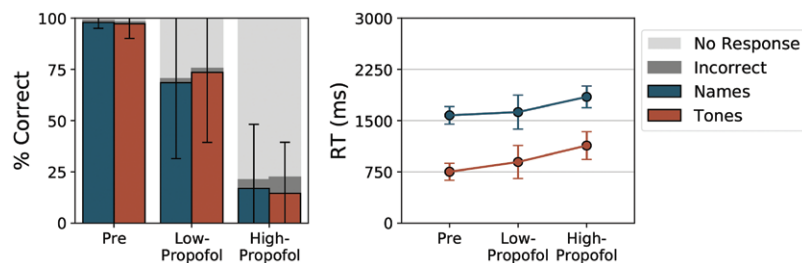 % Correct
100
75
50
25
0
Pre
Low-
Propofol
High-
Propofol
RT (ms)
3000
2250
1500
750
0
Pre
Low-
Propofol
High-
Propofol
No Response
Incorrect
Names
Tones